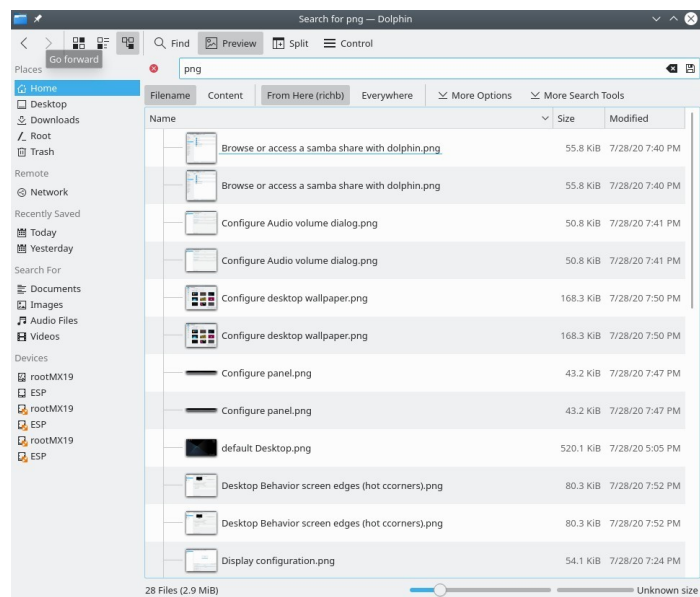 Search for png — Dolphin
Find Preview Split Control
Go forward
png
Places
Home
Desktop
Downloads
Root
Trash
Remote
Network
Recently Saved
Today
Yesterday
Search For
Documents
Images
Audio Files
Videos
Devices
rootMX19
ESP
rootMX19
ESP
rootMX19
ESP
Filename Content From Here (richb) Everywhere More Options More Search Tools
Name Size Modified
Browse or access a samba share with dolphin.png 55.8 KiB 7/28/20 7:40 PM
Browse or access a samba share with dolphin.png 55.8 KiB 7/28/20 7:40 PM
Configure Audio volume dialog.png 50.8 KiB 7/28/20 7:41 PM
Configure Audio volume dialog.png 50.8 KiB 7/28/20 7:41 PM
Configure desktop wallpaper.png 168.3 KiB 7/28/20 7:50 PM
Configure desktop wallpaper.png 168.3 KiB 7/28/20 7:50 PM
Configure panel.png 43.2 KiB 7/28/20 7:47 PM
Configure panel.png 43.2 KiB 7/28/20 7:47 PM
default Desktop.png 520.1 KiB 7/28/20 5:05 PM
Desktop Behavior screen edges (hot ccorners).png 80.3 KiB 7/28/20 7:52 PM
Desktop Behavior screen edges (hot ccorners).png 80.3 KiB 7/28/20 7:52 PM
Display configuration.png 54.1 KiB 7/28/20 7:24 PM
28 Files (2.9 MiB) Unknown size